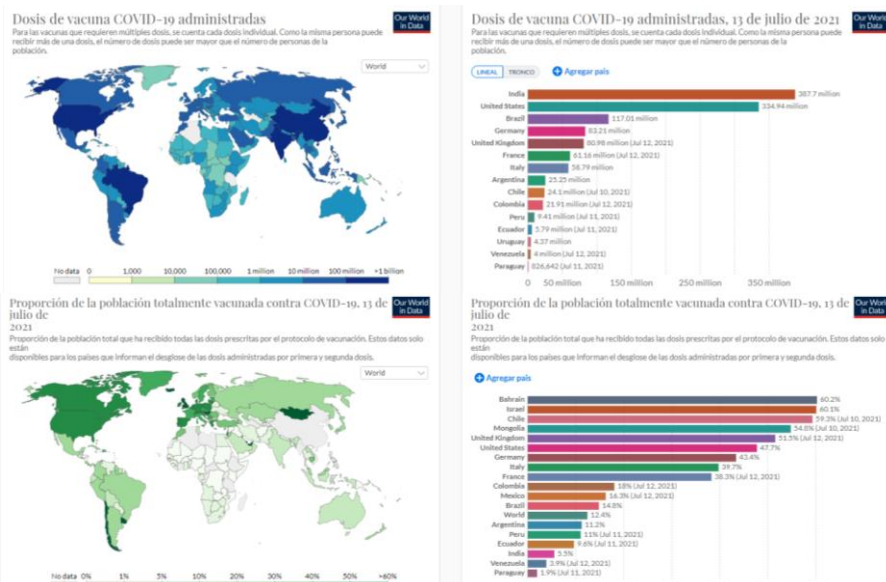 Dosis de vacuna COVID-19 administradas
Our World
in Data
Para las vacunas que requieren múltiples dosis, se cuenta cada dosis individual. Como la misma persona puede
recibir más de una dosis, el número de dosis puede ser mayor que el número de personas de la
población.
World
No data 0 1,000 10,000 100,000 1 million 10 million 100 million >1 billion
Dosis de vacuna COVID-19 administradas, 13 de julio de 2021
Our World
in Data
Para las vacunas que requieren múltiples dosis, se cuenta cada dosis individual. Como la misma persona puede
recibir más de una dosis, el número de dosis puede ser mayor que el número de personas de la
población.
LINEAL TRONCO Agregar país
India 387.7 million
United States 334.94 million
Brazil 117.01 million
Germany 83.21 million
United Kingdom 80.98 million (Jul 12, 2021)
France 61.16 million (Jul 12, 2021)
Italy 58.79 million
Argentina 25.25 million
Chile 24.1 million (Jul 10, 2021)
Colombia 21.91 million (Jul 12, 2021)
Peru 9.41 million (Jul 11, 2021)
Ecuador 5.79 million (Jul 11, 2021)
Uruguay 4.37 million
Venezuela 4 million (Jul 12, 2021)
Paraguay 826,642 (Jul 11, 2021)
0 50 million 150 million 250 million 350 million
Proporción de la población totalmente vacunada contra COVID-19, 13 de
julio de
2021
Our World
in Data
Proporción de la población total que ha recibido todas las dosis prescritas por el protocolo de vacunación. Estos datos solo
están
disponibles para los países que informan el desglose de las dosis administradas por primera y segunda dosis.
World
No data 0% 1% 5% 10% 20% 30% 40% 50% >60%
Proporción de la población totalmente vacunada contra COVID-19, 13 de
julio de
2021
Our World
in Data
Proporción de la población total que ha recibido todas las dosis prescritas por el protocolo de vacunación. Estos datos solo
están
disponibles para los países que informan el desglose de las dosis administradas por primera y segunda dosis.
Agregar país
Bahrain 60.2%
Israel 60.1%
Chile 59.3% (Jul 10, 2021)
Mongolia 54.8% (Jul 10, 2021)
United Kingdom 51.5% (Jul 12, 2021)
United States 47.7%
Germany 43.4%
Italy 39.7%
France 38.3% (Jul 12, 2021)
Colombia 18% (Jul 12, 2021)
Mexico 16.3% (Jul 12, 2021)
Brazil 14.8%
World 12.4%
Argentina 11.2%
Peru 11% (Jul 11, 2021)
Ecuador 9.6% (Jul 11, 2021)
India 5.5%
Venezuela 3.9% (Jul 12, 2021)
Paraguay 1.9% (Jul 11, 2021)